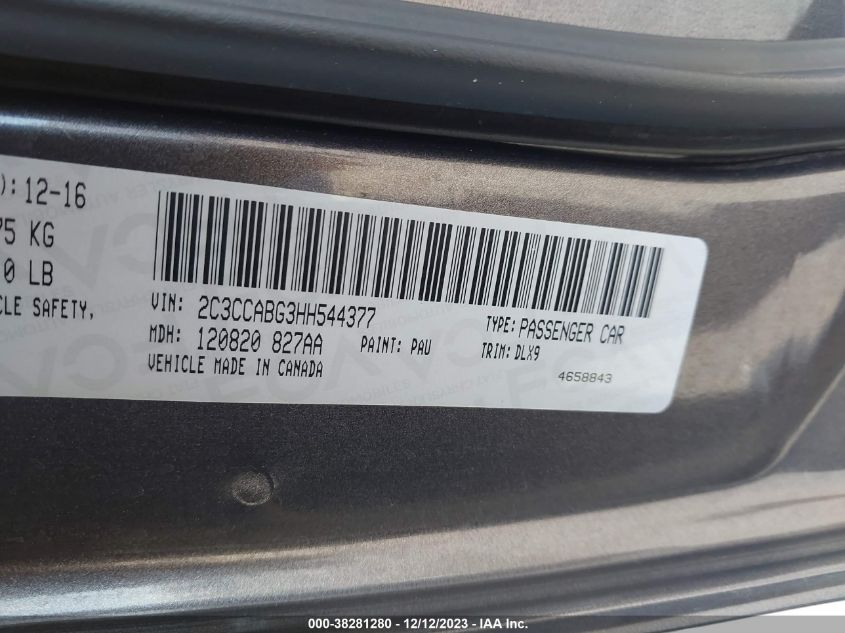 ): 12-16
75 KG
0 LB
CLE SAFETY,
VIN: 2C3CCABG3HH544377
TYPE: PASSENGER CAR
MDH: 120820 827AA
PAINT: PAU
TRIM: DLX9
VEHICLE MADE IN CANADA
4658843
000-38281280 - 12/12/2023 - IAA Inc.